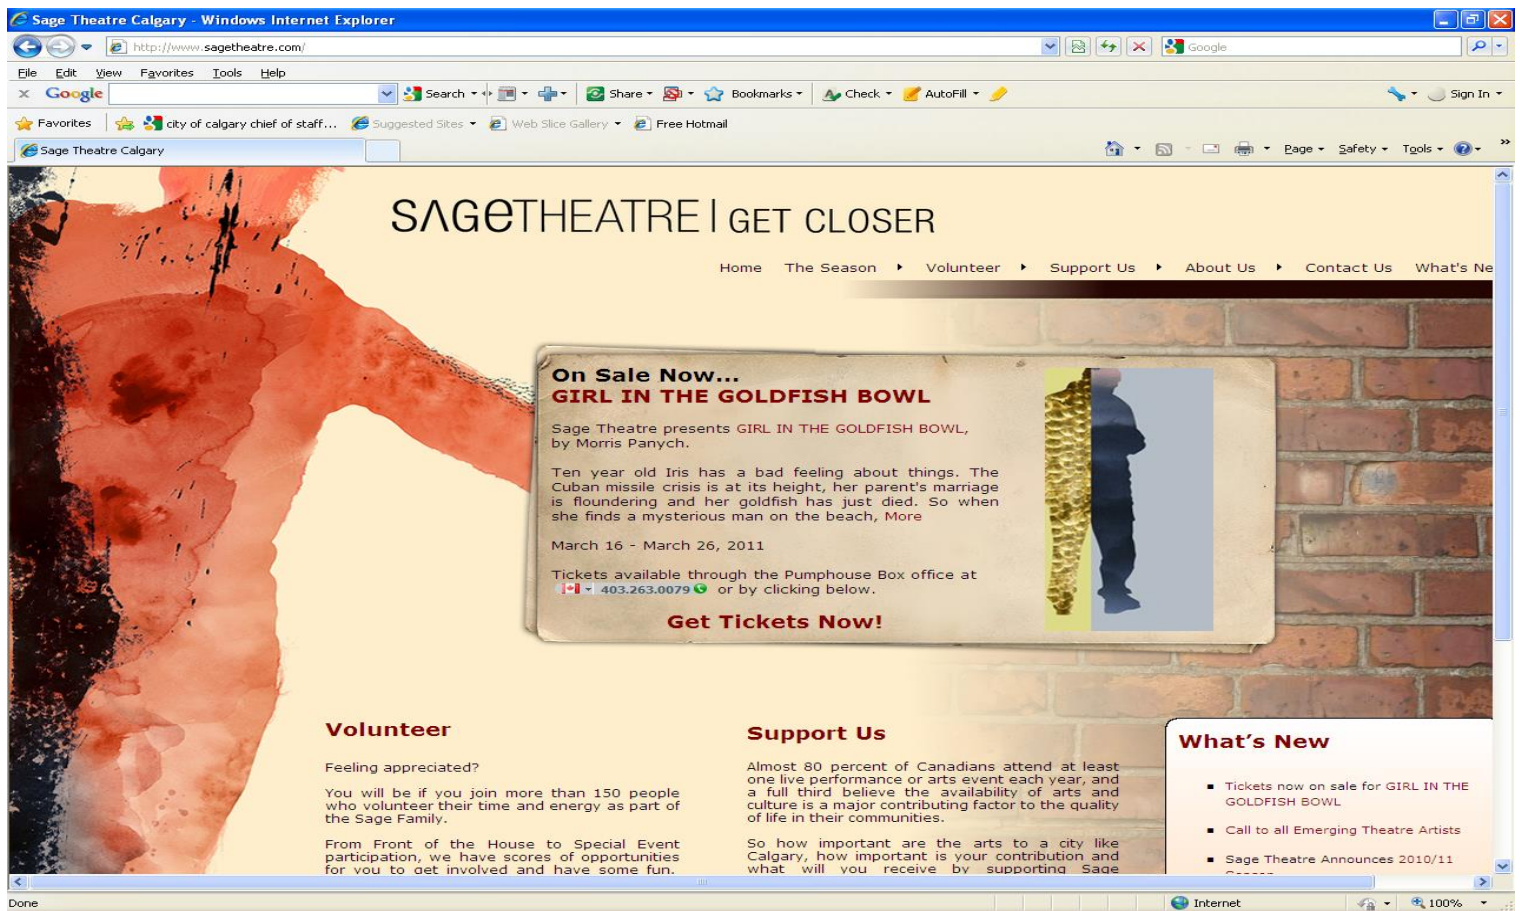 Sage Theatre Calgary - Windows Internet Explorer
http://www.sagetheatre.com/
Google
File Edit View Favorites Tools Help
x Google Search Share Bookmarks Check AutoFill Sign In
Favorites city of calgary chief of staff... Suggested Sites Web Slice Gallery Free Hotmail
Sage Theatre Calgary Page Safety Tools »
SAGETHEATRE | GET CLOSER
Home The Season Volunteer Support Us About Us Contact Us What's Ne
On Sale Now...
GIRL IN THE GOLDFISH BOWL
Sage Theatre presents GIRL IN THE GOLDFISH BOWL,
by Morris Panych.
Ten year old Iris has a bad feeling about things. The
Cuban missile crisis is at its height, her parent's marriage
is floundering and her goldfish has just died. So when
she finds a mysterious man on the beach, More
March 16 - March 26, 2011
Tickets available through the Pumphouse Box office at
403.263.0079 or by clicking below.
Get Tickets Now!
Volunteer
Feeling appreciated?
You will be if you join more than 150 people
who volunteer their time and energy as part of
the Sage Family.
From Front of the House to Special Event
participation, we have scores of opportunities
for you to get involved and have some fun.
Support Us
Almost 80 percent of Canadians attend at least
one live performance or arts event each year, and
a full third believe the availability of arts and
culture is a major contributing factor to the quality
of life in their communities.
So how important are the arts to a city like
Calgary, how important is your contribution and
what will you receive by supporting Sage
What's New
Tickets now on sale for GIRL IN THE
GOLDFISH BOWL
Call to all Emerging Theatre Artists
Sage Theatre Announces 2010/11
Done Internet 100%